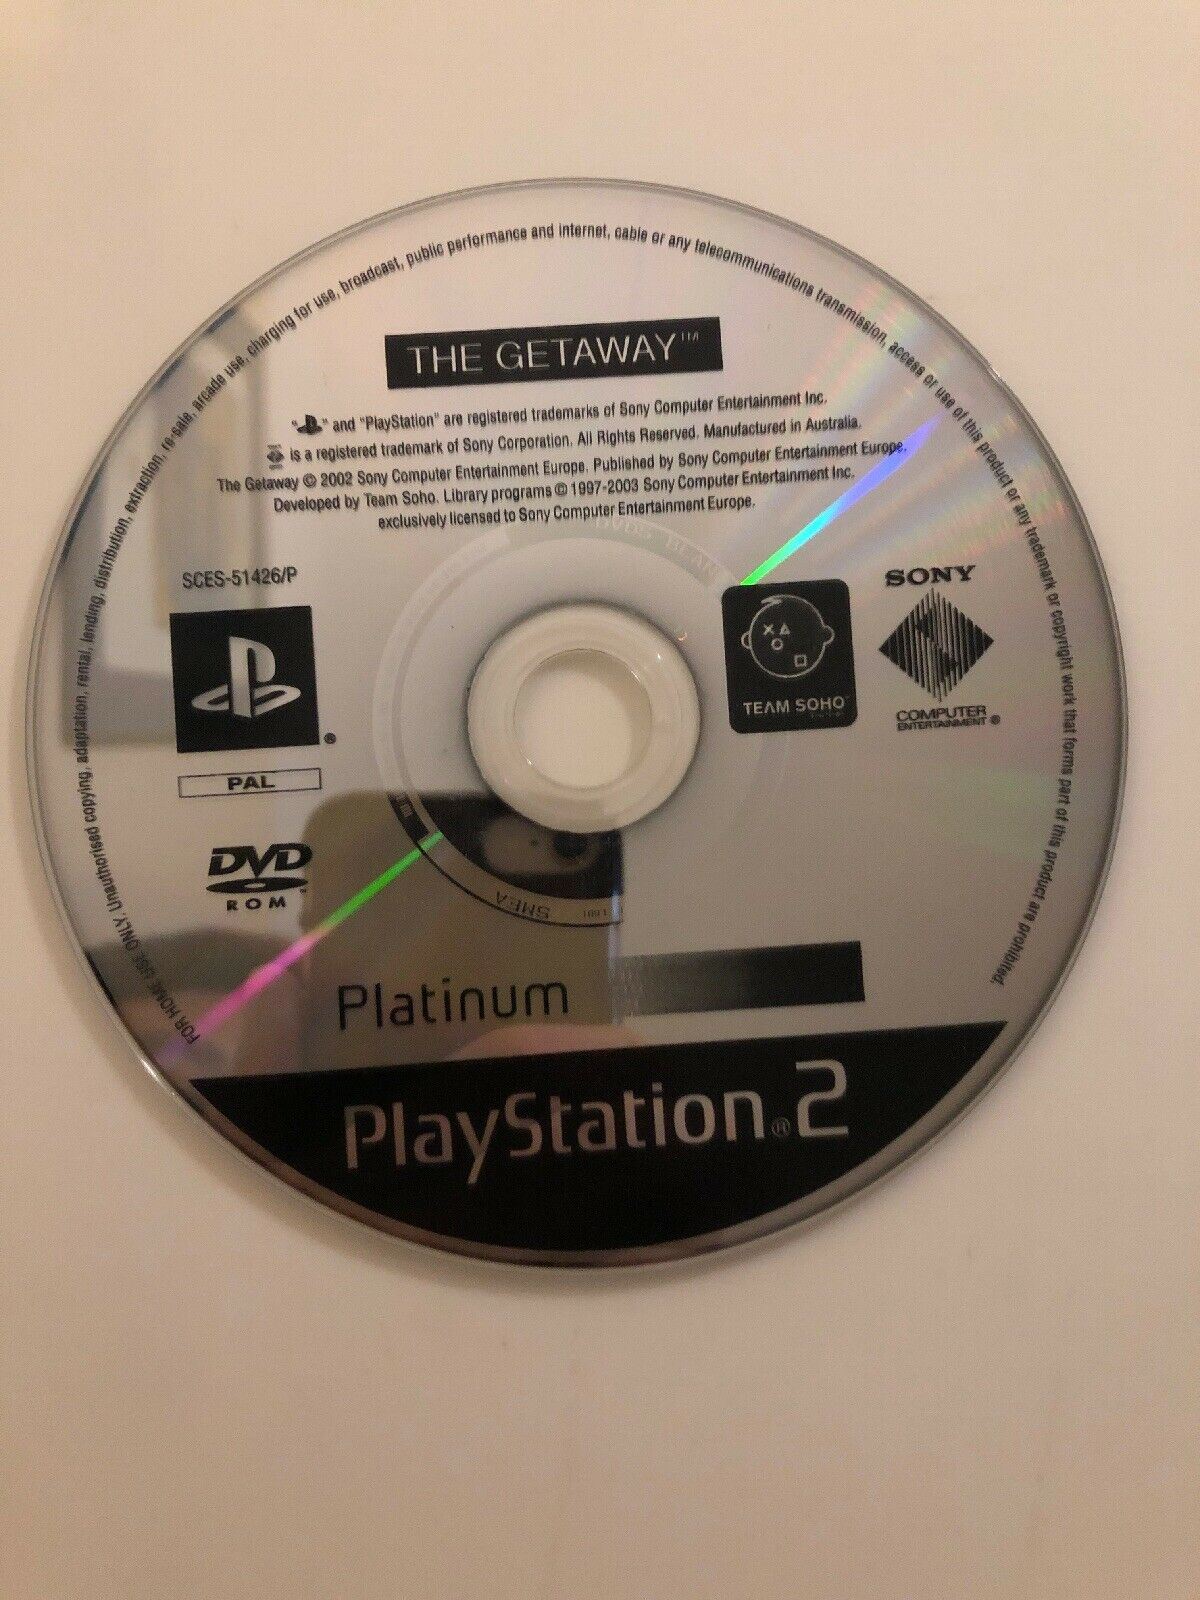 FOR HOME USE ONLY. Unauthorised copying, adaptation, rental, lending, distribution, extraction, re-sale, arcade use, charging for use, broadcast, public performance and internet, cable or any telecommunications transmission, access or use of this product or any trademark or copyright work that forms part of this product are prohibited.
THE GETAWAY™
"" and "PlayStation" are registered trademarks of Sony Computer Entertainment Inc.
is a registered trademark of Sony Corporation. All Rights Reserved. Manufactured in Australia.
The Getaway © 2002 Sony Computer Entertainment Europe. Published by Sony Computer Entertainment Europe.
Developed by Team Soho. Library programs © 1997-2003 Sony Computer Entertainment Inc.
exclusively licensed to Sony Computer Entertainment Europe.
SCES-51426/P
®
PAL
DVD
ROM
TEAM SOHO
SONY
COMPUTER
ENTERTAINMENT ®
SMEA
Platinum
PlayStation®2